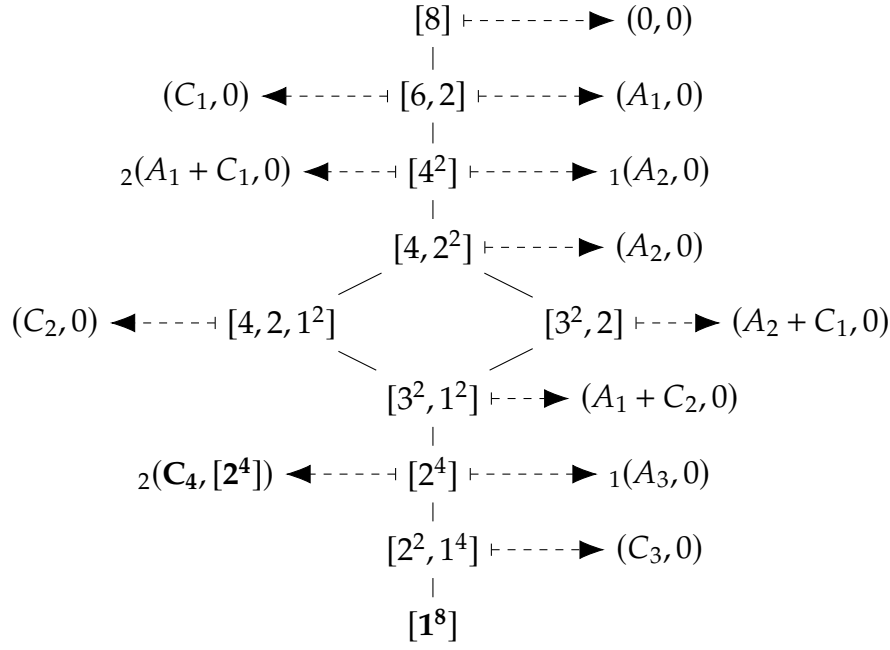 [8] (0, 0)
(C₁, 0) [6, 2] (A₁, 0)
₂(A₁ + C₁, 0) [4²] ₁(A₂, 0)
[4, 2²] (A₂, 0)
(C₂, 0) [4, 2, 1²] [3², 2] (A₂ + C₁, 0)
[3², 1²] (A₁ + C₂, 0)
₂(C₄, [2⁴]) [2⁴] ₁(A₃, 0)
[2², 1⁴] (C₃, 0)
[1⁸]